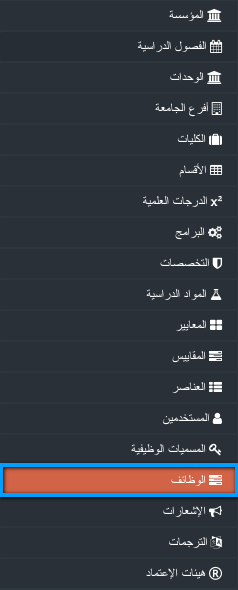 المؤسسة
الفصول الدراسية
الوحدات
أفرع الجامعة
الكليات
الأقسام
الدرجات العلمية x²
البرامج
التخصصات
المواد الدراسية
المعايير
المقاييس
العناصر
المستخدمين
المسميات الوظيفية
الوظائف
الإشعارات
الترجمات
هيئات الإعتماد